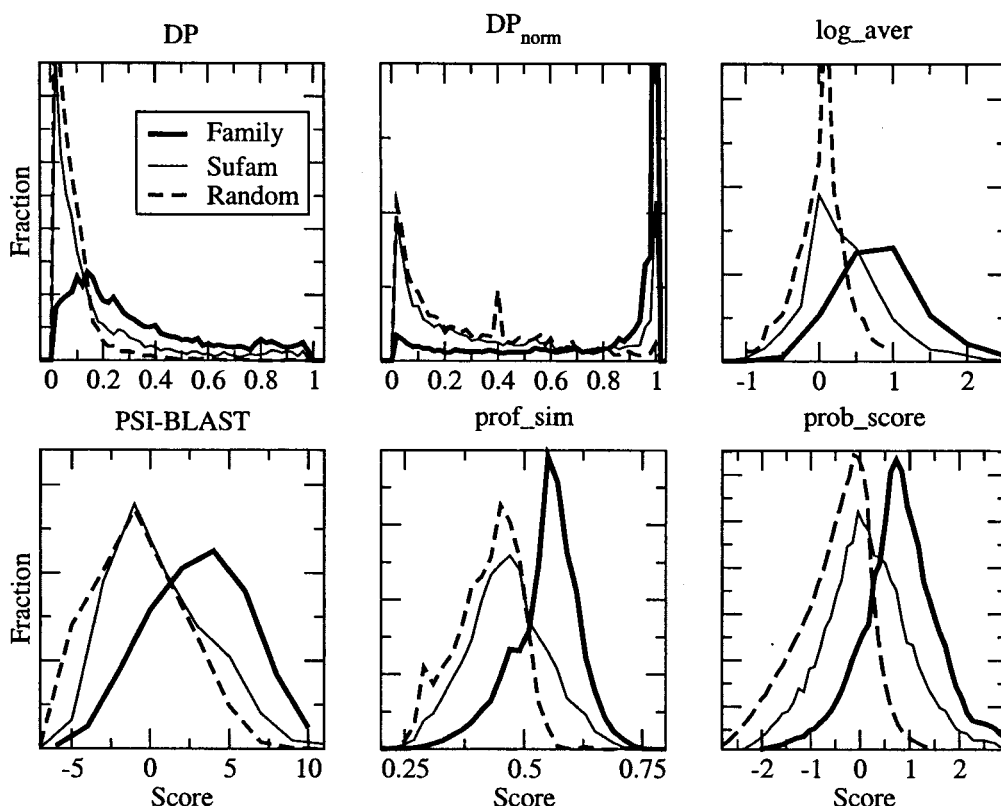 DP
DP_norm
log_aver
Fraction
Family
Sufam
Random
0 0.2 0.4 0.6 0.8 1
0 0.2 0.4 0.6 0.8 1
-1 0 1 2
PSI-BLAST
prof_sim
prob_score
Fraction
-5 0 5 10
0.25 0.5 0.75
-2 -1 0 1 2
Score
Score
Score